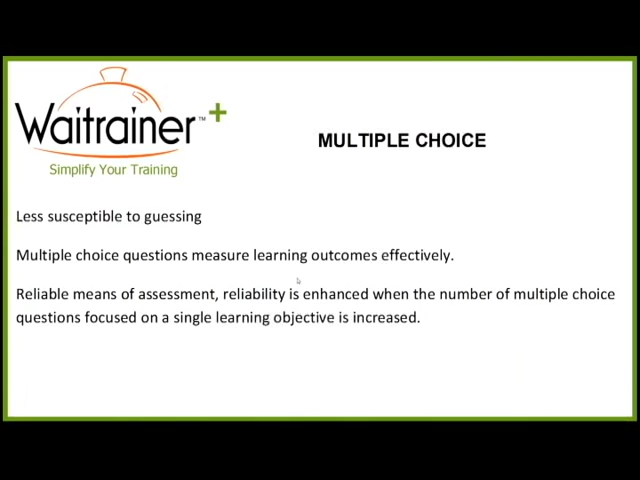 Waitrainer™ +
Simplify Your Training
MULTIPLE CHOICE
Less susceptible to guessing
Multiple choice questions measure learning outcomes effectively.
Reliable means of assessment, reliability is enhanced when the number of multiple choice
questions focused on a single learning objective is increased.